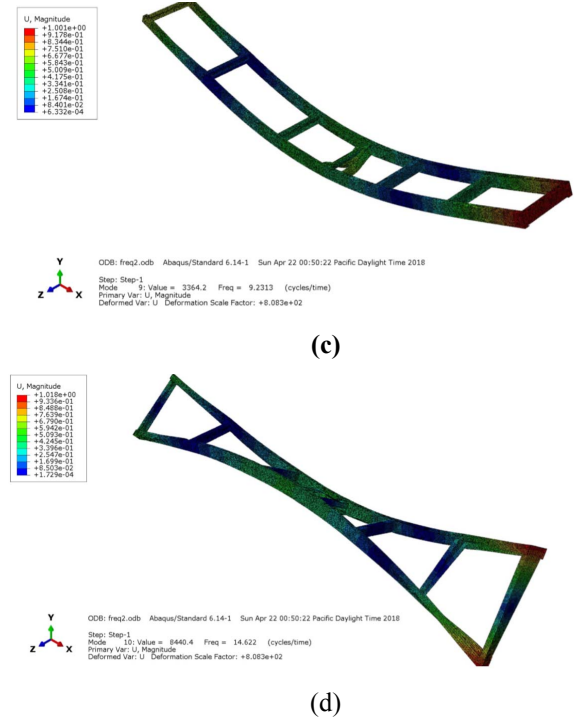 U, Magnitude
+1.001e+00
+9.178e-01
+8.344e-01
+7.510e-01
+6.677e-01
+5.843e-01
+5.009e-01
+4.175e-01
+3.341e-01
+2.508e-01
+1.674e-01
+8.401e-02
+6.332e-04
Y
Z X
ODB: freq2.odb Abaqus/Standard 6.14-1 Sun Apr 22 00:50:22 Pacific Daylight Time 2018
Step: Step-1
Mode 9: Value = 3364.2 Freq = 9.2313 (cycles/time)
Primary Var: U, Magnitude
Deformed Var: U Deformation Scale Factor: +8.083e+02
(c)
U, Magnitude
+1.018e+00
+9.336e-01
+8.488e-01
+7.639e-01
+6.790e-01
+5.942e-01
+5.093e-01
+4.245e-01
+3.396e-01
+2.547e-01
+1.699e-01
+8.503e-02
+1.729e-04
Y
Z X
ODB: freq2.odb Abaqus/Standard 6.14-1 Sun Apr 22 00:50:22 Pacific Daylight Time 2018
Step: Step-1
Mode 10: Value = 8440.4 Freq = 14.622 (cycles/time)
Primary Var: U, Magnitude
Deformed Var: U Deformation Scale Factor: +8.083e+02
(d)